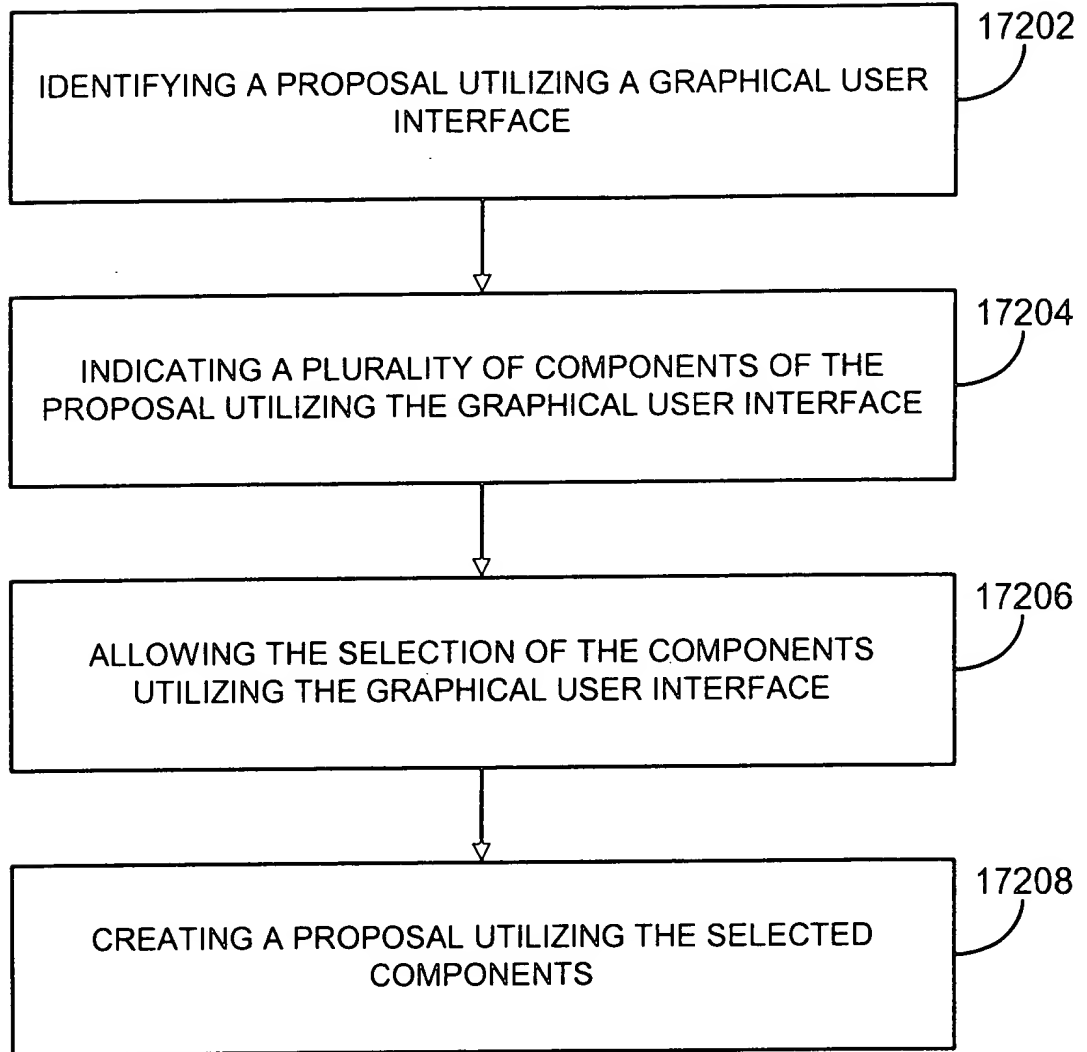 17202
IDENTIFYING A PROPOSAL UTILIZING A GRAPHICAL USER
INTERFACE
17204
INDICATING A PLURALITY OF COMPONENTS OF THE
PROPOSAL UTILIZING THE GRAPHICAL USER INTERFACE
17206
ALLOWING THE SELECTION OF THE COMPONENTS
UTILIZING THE GRAPHICAL USER INTERFACE
17208
CREATING A PROPOSAL UTILIZING THE SELECTED
COMPONENTS